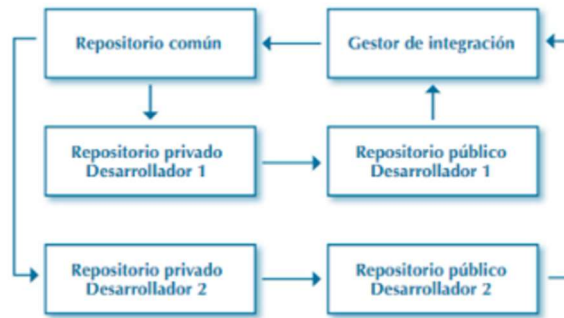 Repositorio común
Gestor de integración
Repositorio privado
Desarrollador 1
Repositorio público
Desarrollador 1
Repositorio privado
Desarrollador 2
Repositorio público
Desarrollador 2